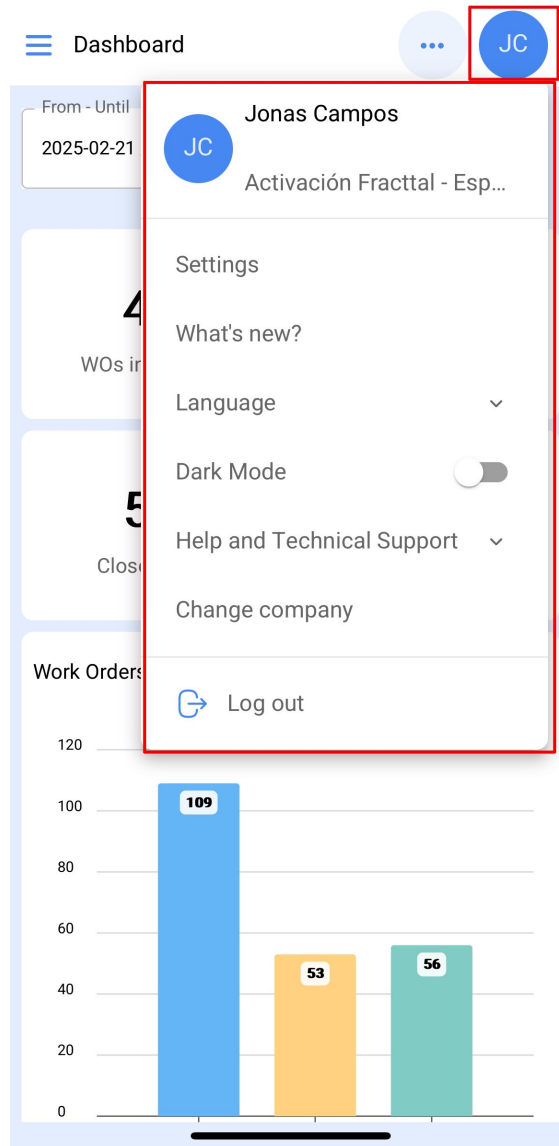 Dashboard
JC
From - Until
2025-02-21
JC
Jonas Campos
Activación Fracttal - Esp...
Settings
What's new?
Language
Dark Mode
Help and Technical Support
Change company
Log out
4
WOs
5
Work Orders
120
100
80
60
40
20
0
109
53
56